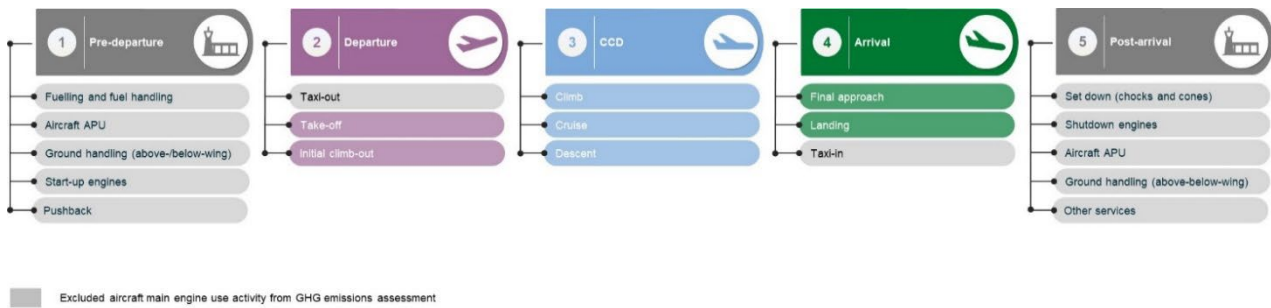 1 Pre-departure
Fuelling and fuel handling
Aircraft APU
Ground handling (above-/below-wing)
Start-up engines
Pushback
2 Departure
Taxi-out
Take-off
Initial climb-out
3 CCD
Climb
Cruise
Descent
4 Arrival
Final approach
Landing
Taxi-in
5 Post-arrival
Set down (chocks and cones)
Shutdown engines
Aircraft APU
Ground handling (above-below-wing)
Other services
Excluded aircraft main engine use activity from GHG emissions assessment